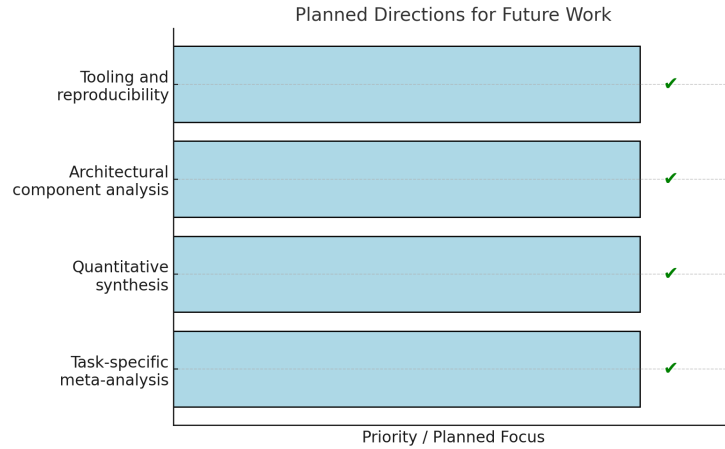 Planned Directions for Future Work
Tooling and
reproducibility
✔
Architectural
component analysis
✔
Quantitative
synthesis
✔
Task-specific
meta-analysis
✔
Priority / Planned Focus